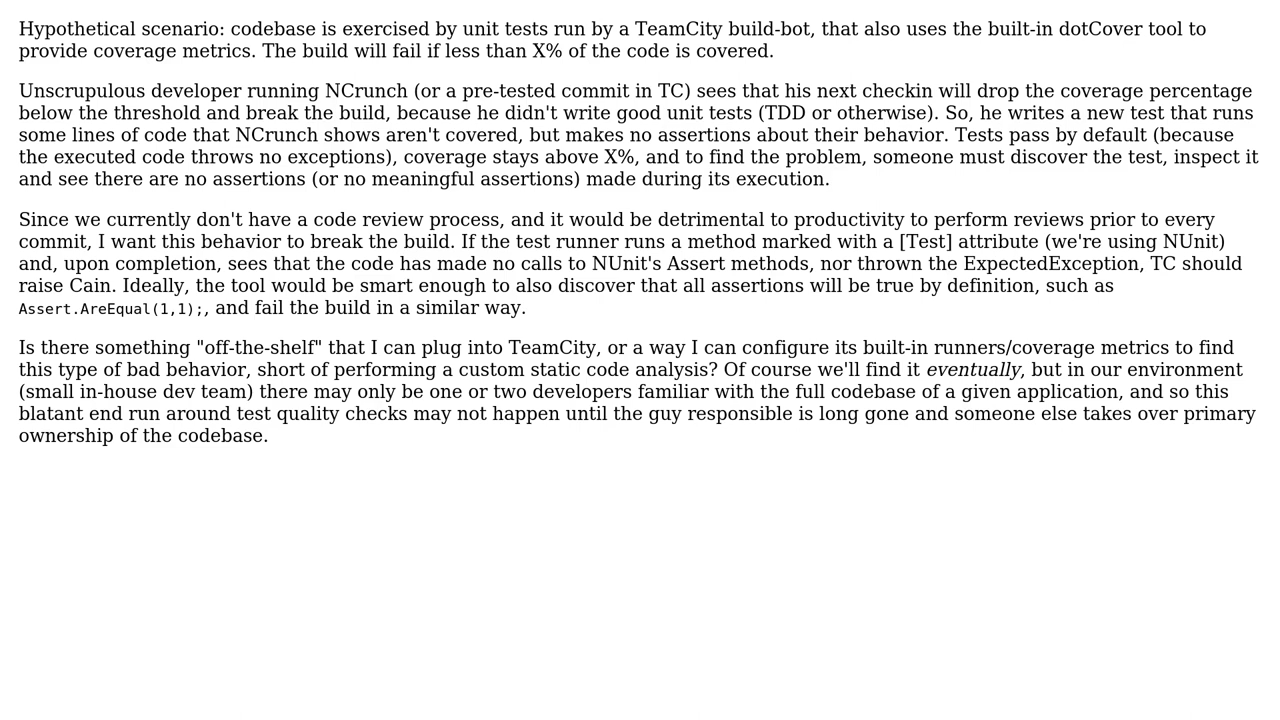 Hypothetical scenario: codebase is exercised by unit tests run by a TeamCity build-bot, that also uses the built-in dotCover tool to
provide coverage metrics. The build will fail if less than X% of the code is covered.
Unscrupulous developer running NCrunch (or a pre-tested commit in TC) sees that his next checkin will drop the coverage percentage
below the threshold and break the build, because he didn't write good unit tests (TDD or otherwise). So, he writes a new test that runs
some lines of code that NCrunch shows aren't covered, but makes no assertions about their behavior. Tests pass by default (because
the executed code throws no exceptions), coverage stays above X%, and to find the problem, someone must discover the test, inspect it
and see there are no assertions (or no meaningful assertions) made during its execution.
Since we currently don't have a code review process, and it would be detrimental to productivity to perform reviews prior to every
commit, I want this behavior to break the build. If the test runner runs a method marked with a [Test] attribute (we're using NUnit)
and, upon completion, sees that the code has made no calls to NUnit's Assert methods, nor thrown the ExpectedException, TC should
raise Cain. Ideally, the tool would be smart enough to also discover that all assertions will be true by definition, such as
Assert.AreEqual(1,1);, and fail the build in a similar way.
Is there something "off-the-shelf" that I can plug into TeamCity, or a way I can configure its built-in runners/coverage metrics to find
this type of bad behavior, short of performing a custom static code analysis? Of course we'll find it eventually, but in our environment
(small in-house dev team) there may only be one or two developers familiar with the full codebase of a given application, and so this
blatant end run around test quality checks may not happen until the guy responsible is long gone and someone else takes over primary
ownership of the codebase.